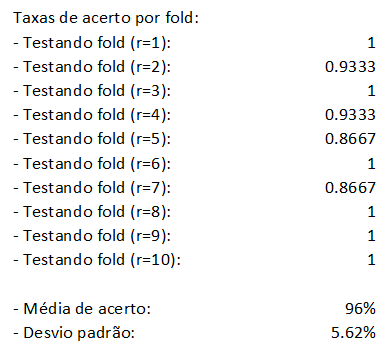 Taxas de acerto por fold:
- Testando fold (r=1): 1
- Testando fold (r=2): 0.9333
- Testando fold (r=3): 1
- Testando fold (r=4): 0.9333
- Testando fold (r=5): 0.8667
- Testando fold (r=6): 1
- Testando fold (r=7): 0.8667
- Testando fold (r=8): 1
- Testando fold (r=9): 1
- Testando fold (r=10): 1
- Média de acerto: 96%
- Desvio padrão: 5.62%